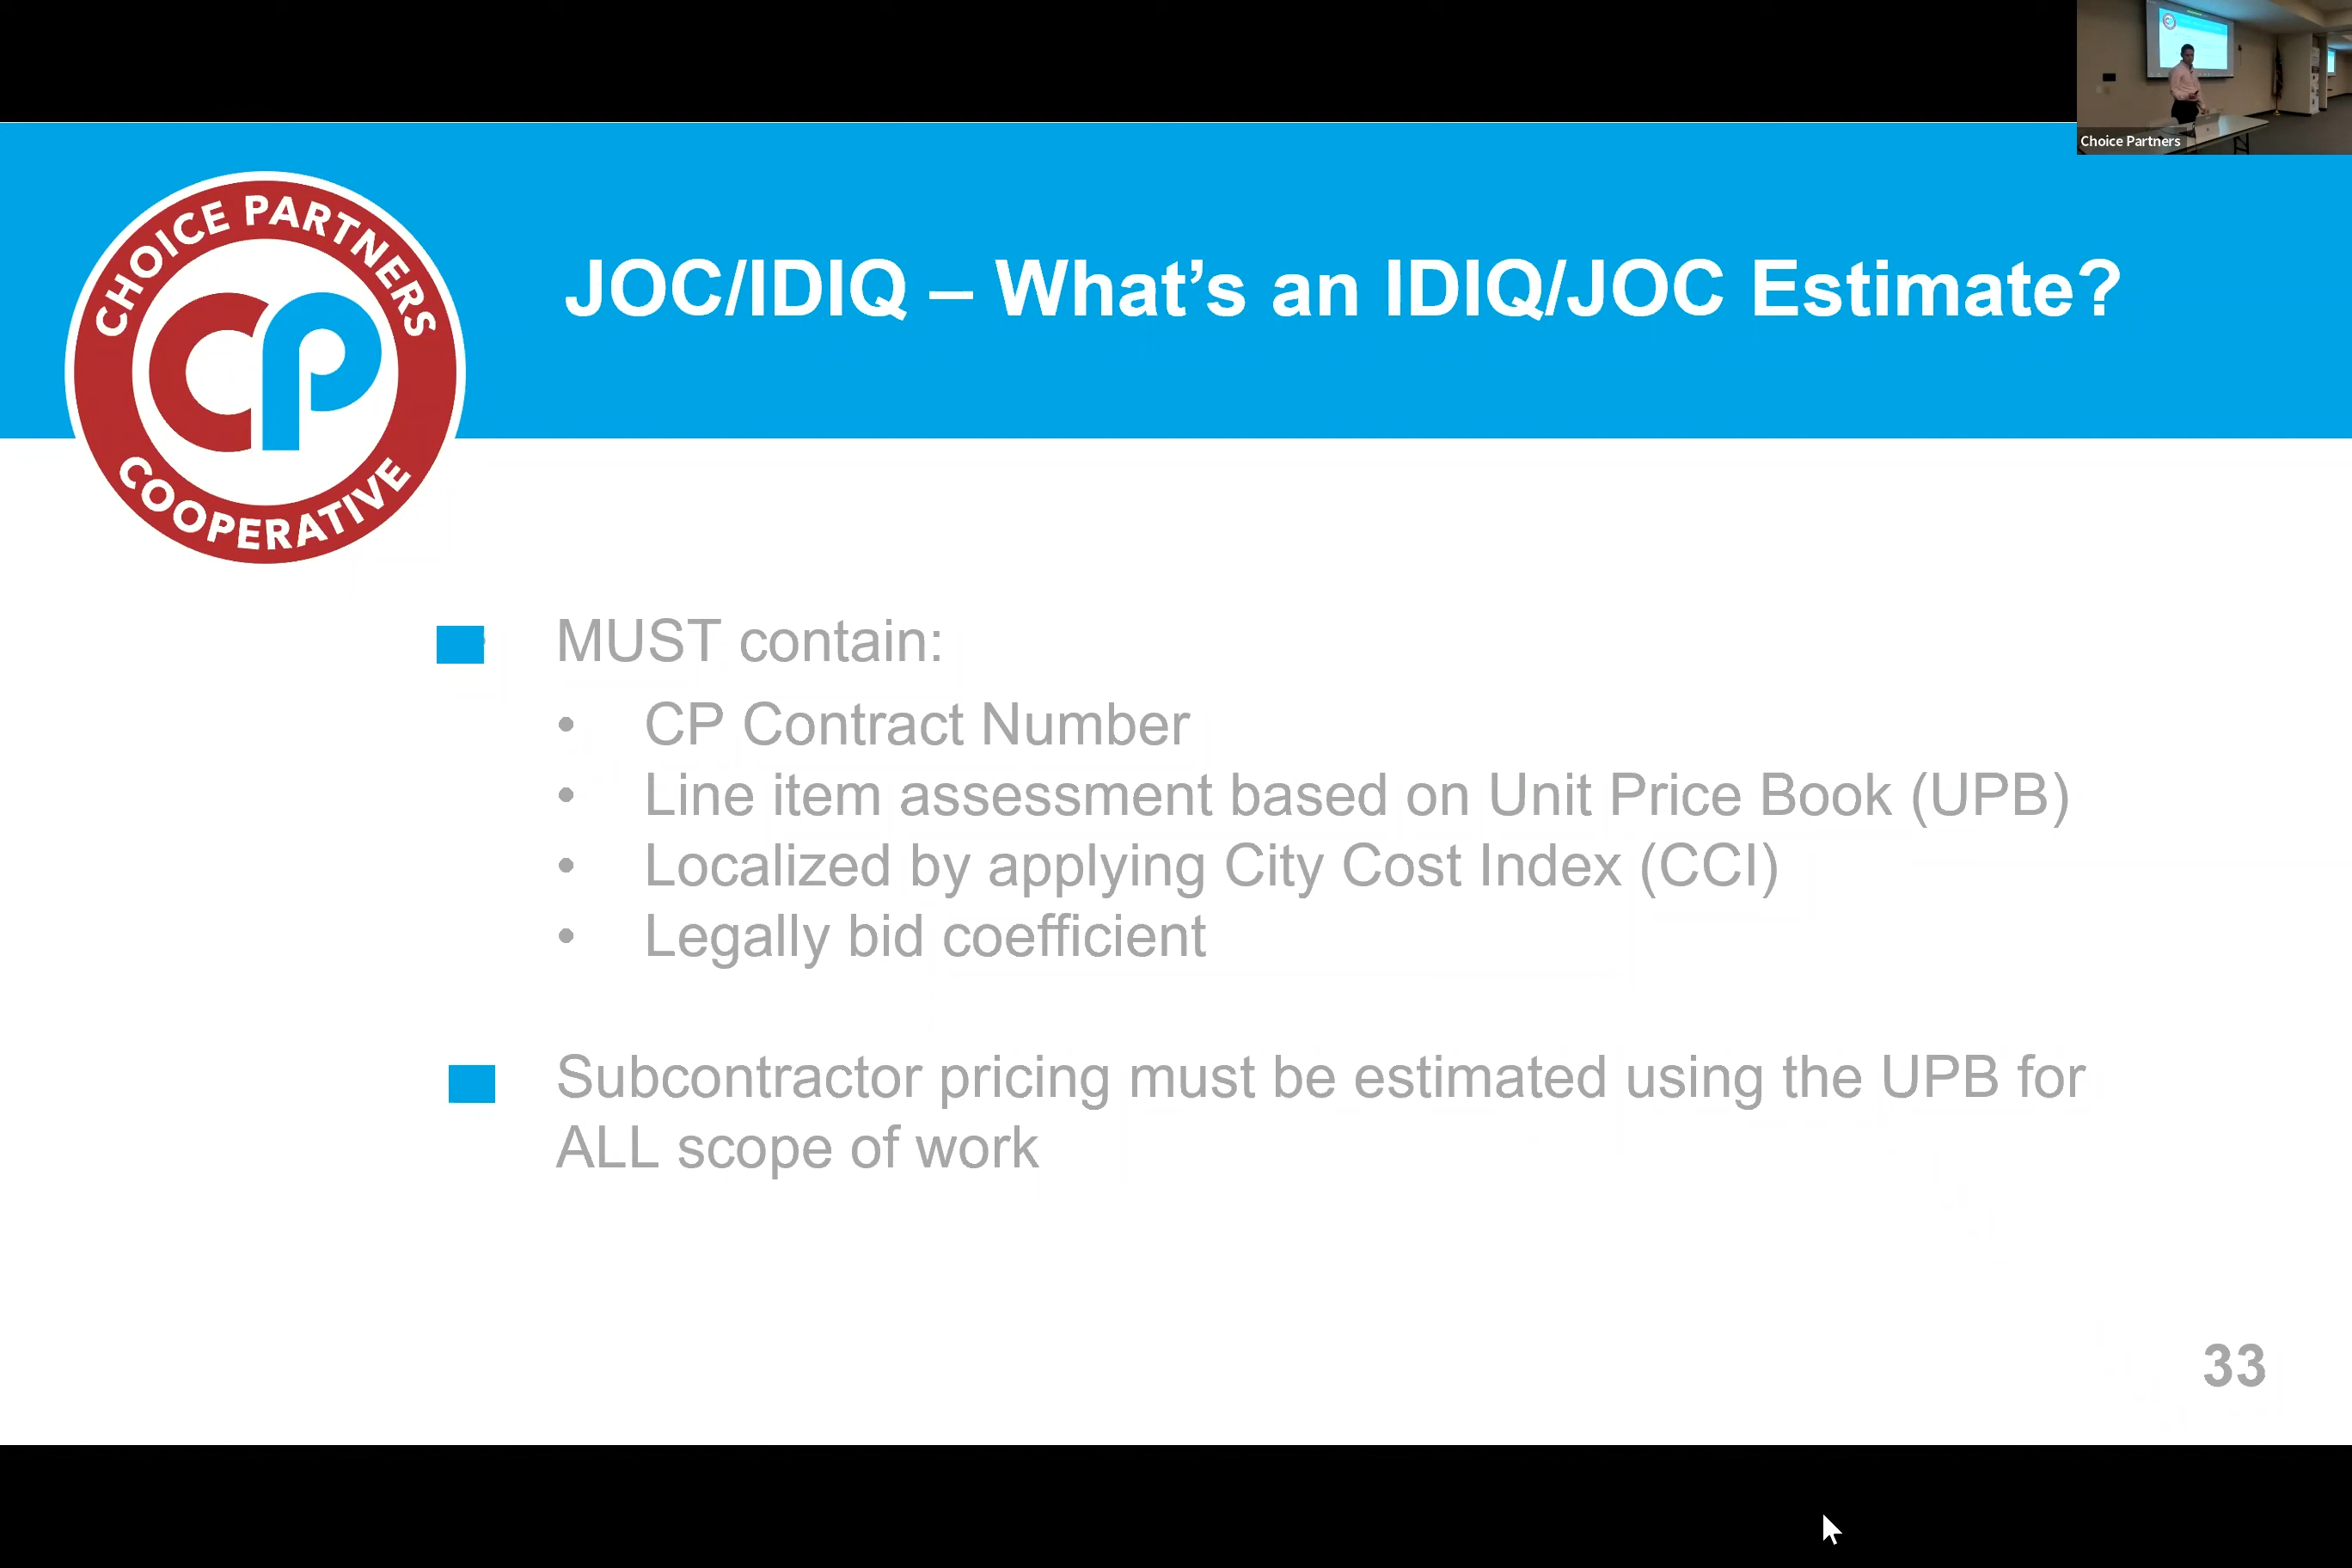 Choice Partners
CHOICE PARTNERS
CP
COOPERATIVE
JOC/IDIQ – What’s an IDIQ/JOC Estimate?
MUST contain:
• CP Contract Number
• Line item assessment based on Unit Price Book (UPB)
• Localized by applying City Cost Index (CCI)
• Legally bid coefficient
Subcontractor pricing must be estimated using the UPB for
ALL scope of work
33